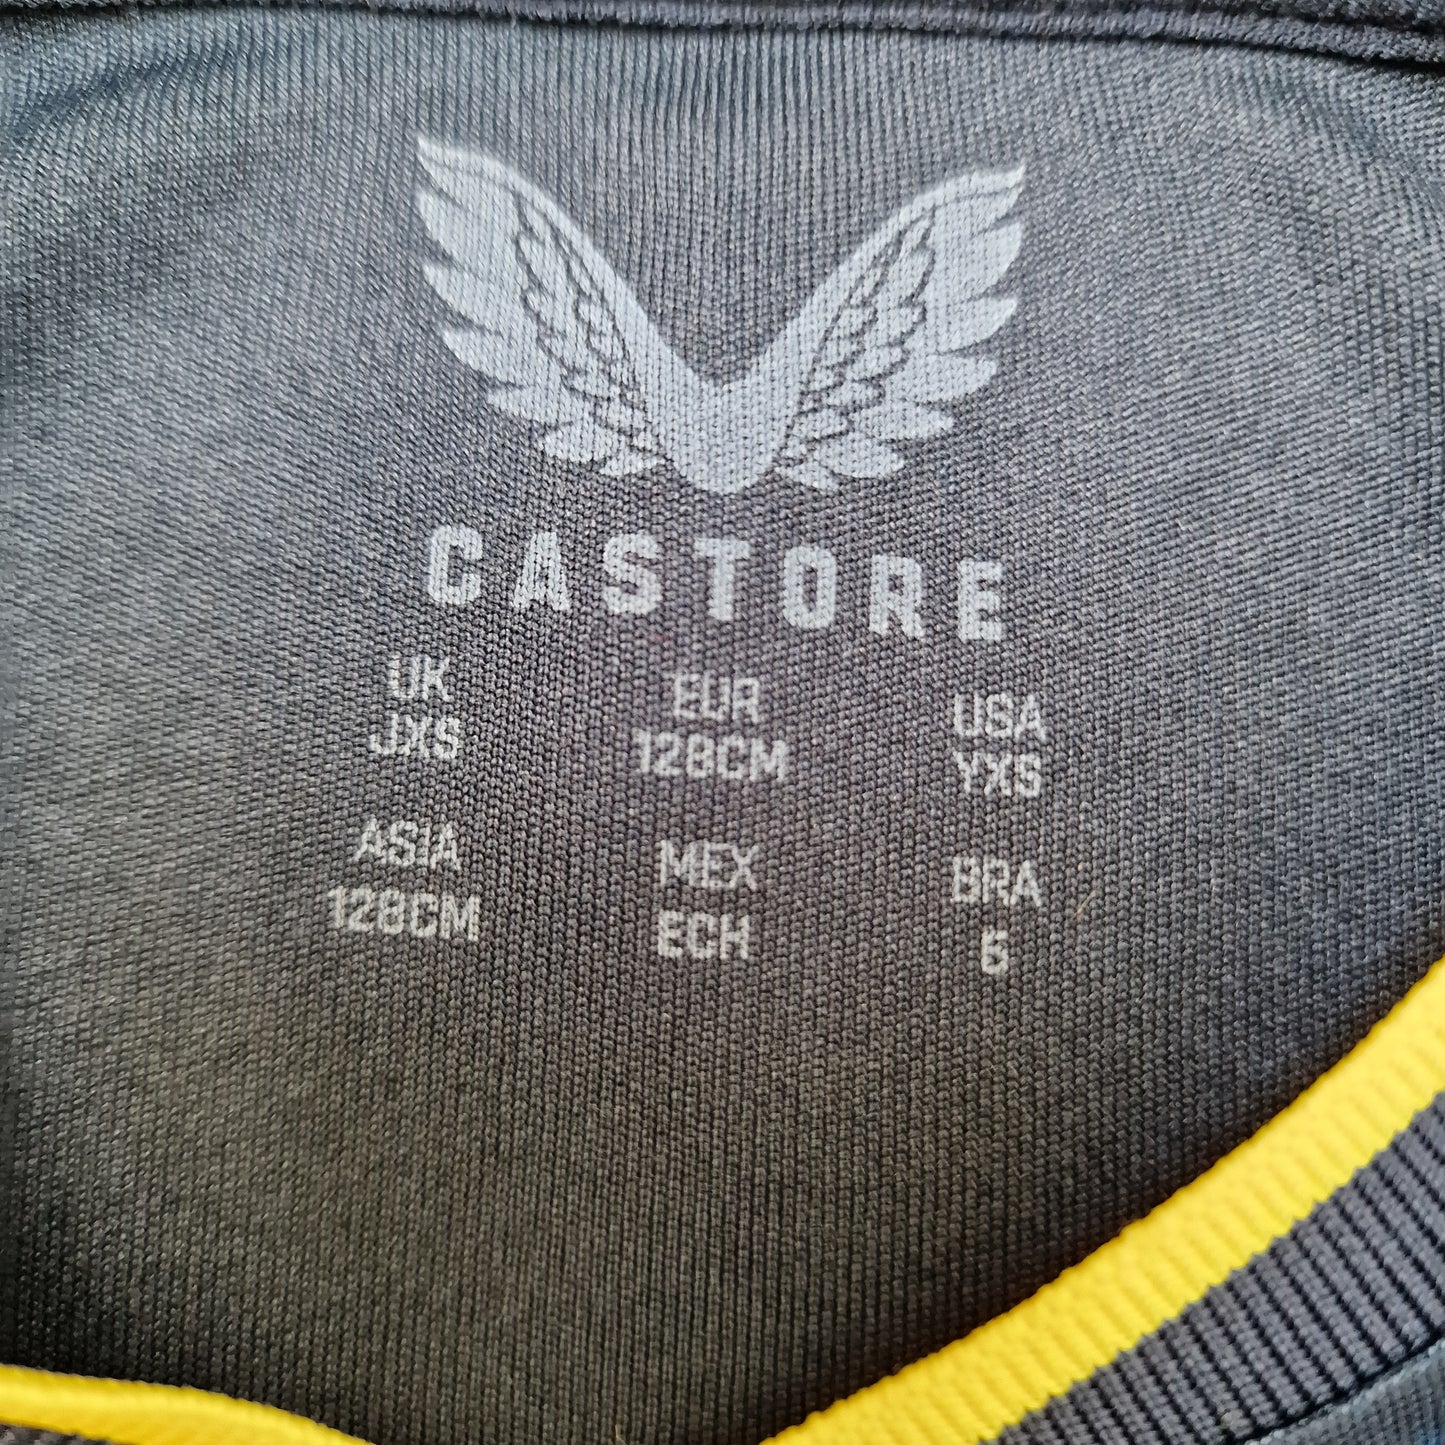 CASTORE
UK EUR USA
JXS 128CM YXS
ASIA MEX BRA
128CM ECH 6